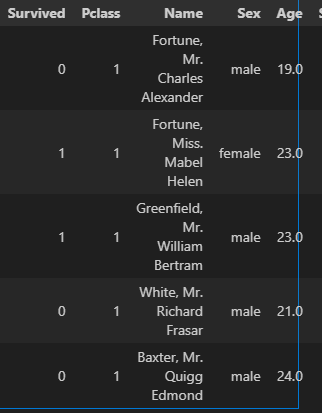 Survived Pclass Name Sex Age S
Fortune,
Mr.
0 1 Charles male 19.0
Alexander
Fortune,
Miss.
1 1 Mabel female 23.0
Helen
Greenfield,
Mr.
1 1 William male 23.0
Bertram
White, Mr.
0 1 Richard male 21.0
Frasar
Baxter, Mr.
0 1 Quigg male 24.0
Edmond